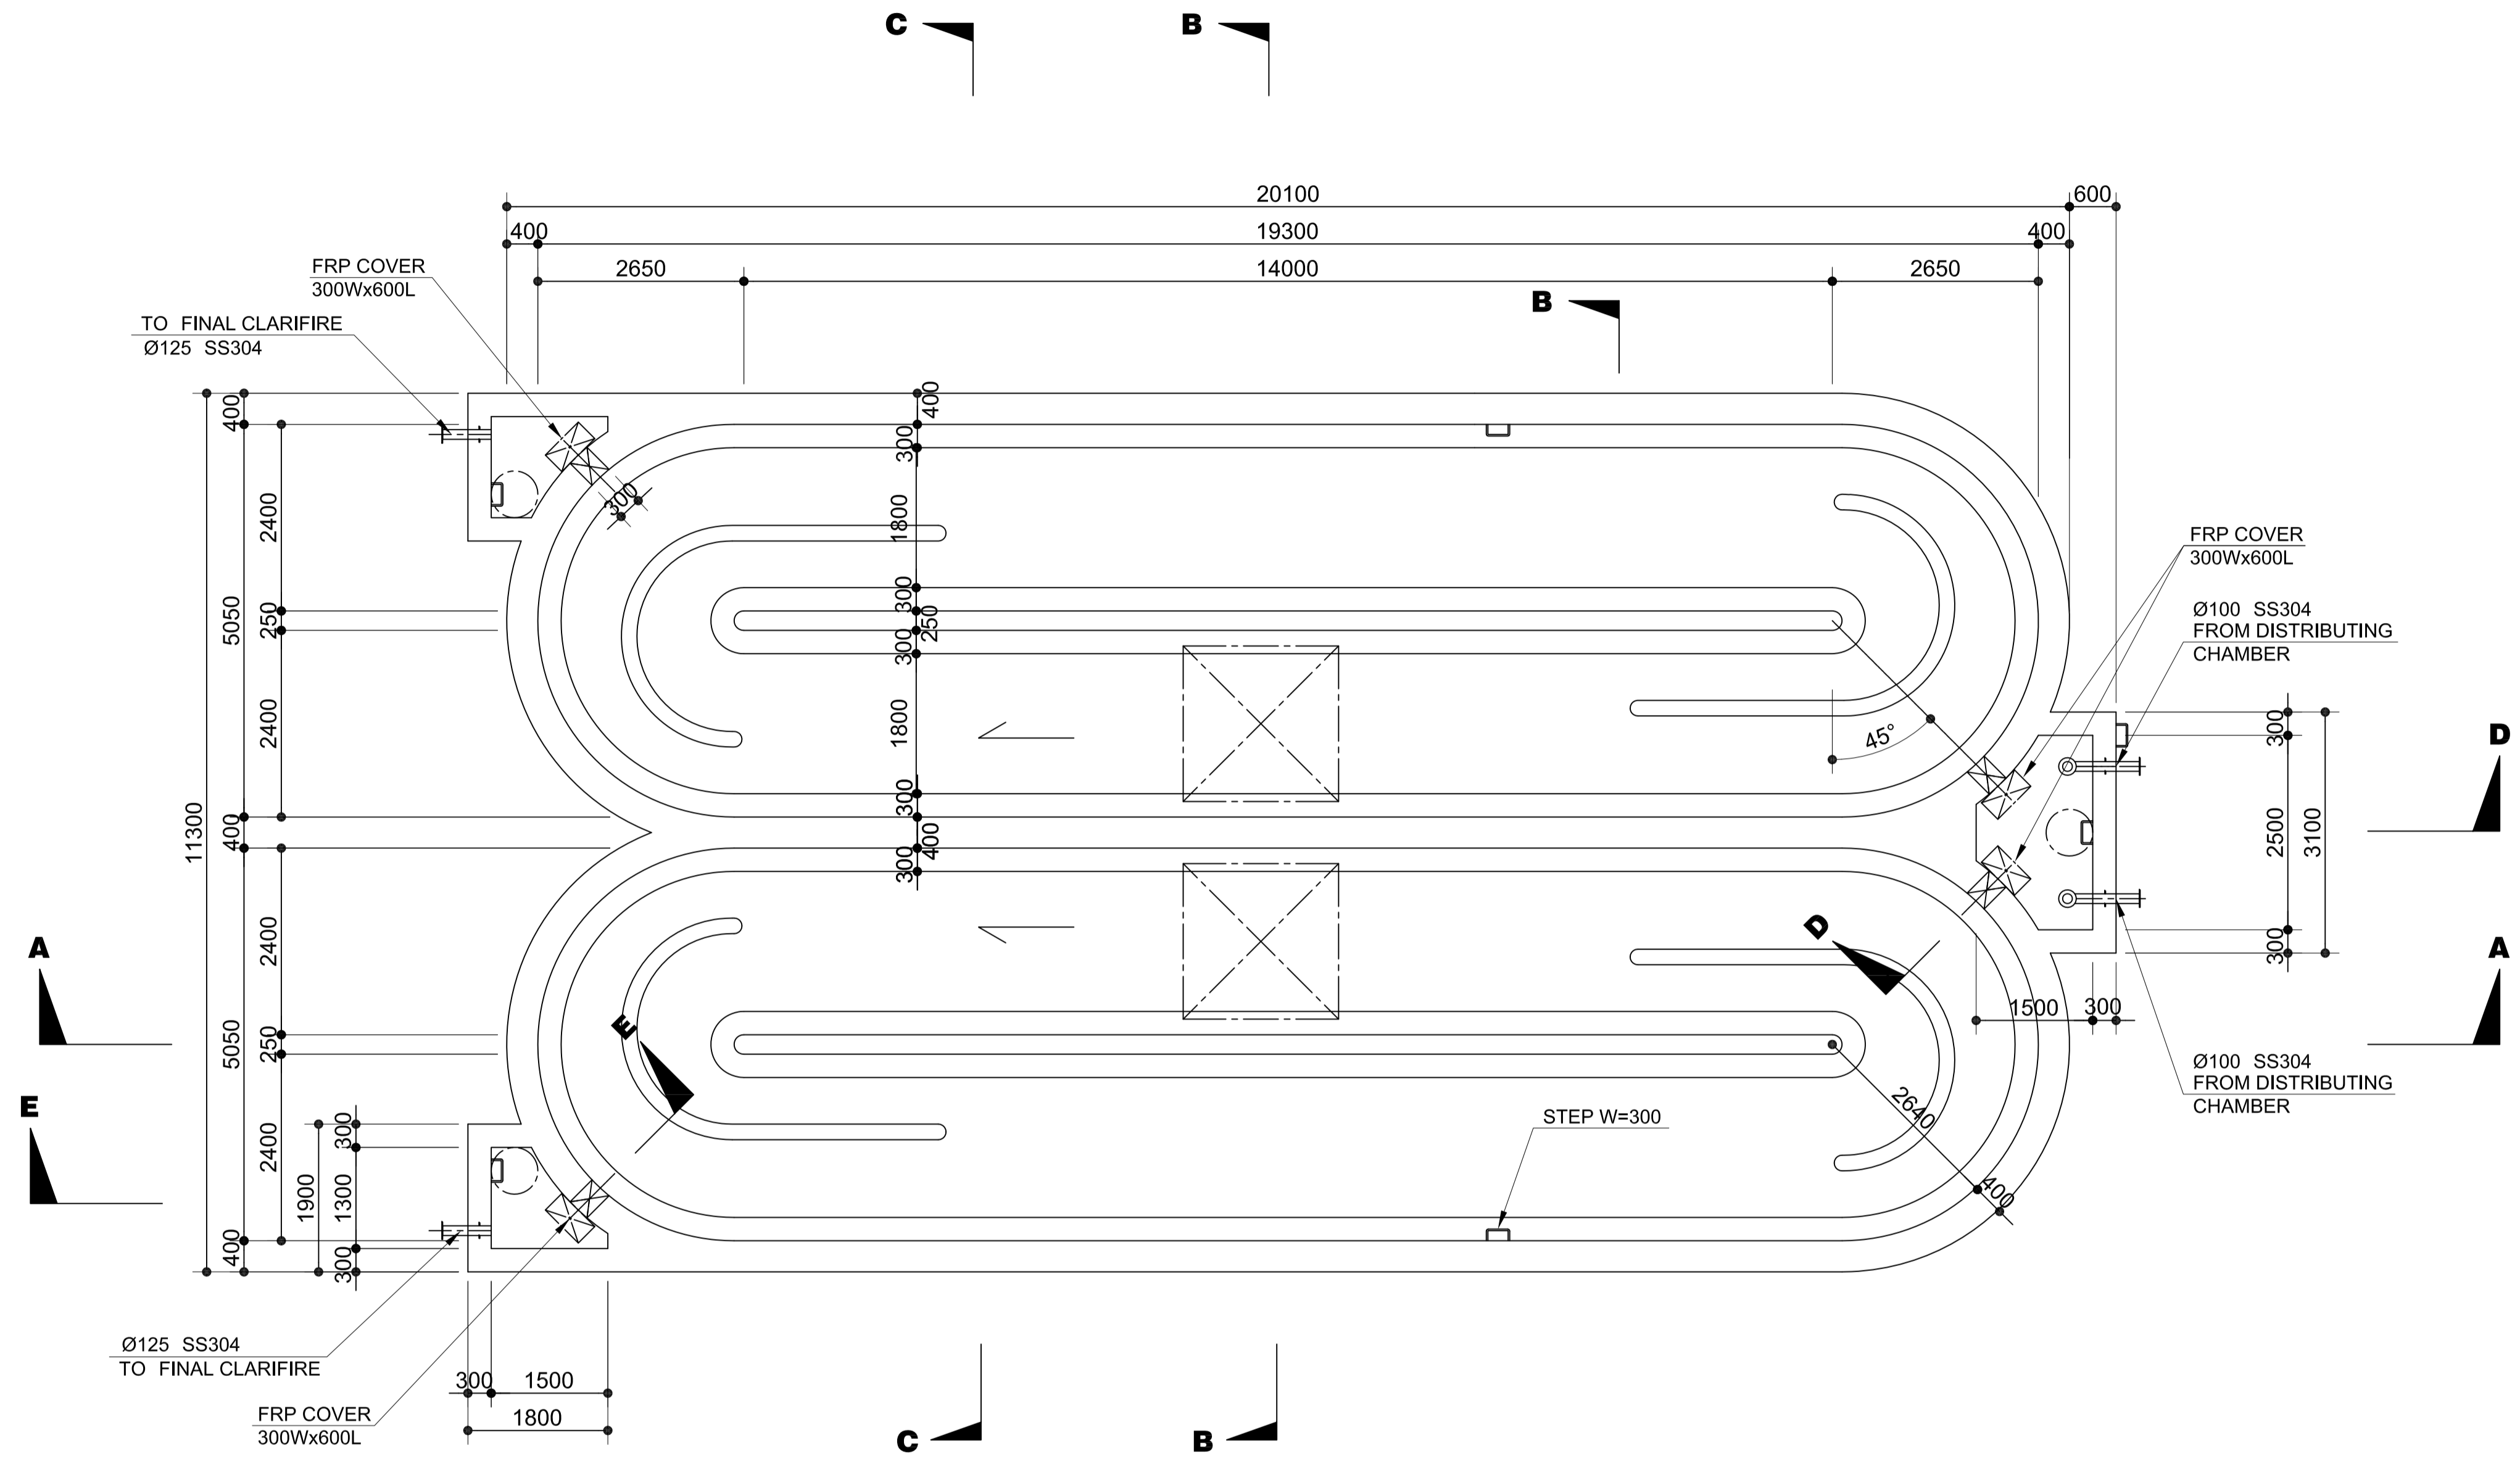 C
B
20100
600
400
19300
400
2650
14000
2650
B
FRP COVER
300Wx600L
TO FINAL CLARIFIRE
Ø125 SS304
400
2400
5050
250
2400
11300
400
2400
5050
250
2400
400
300
1300
300
1900
400
300
1800
300
250
300
1800
300
400
300
300
45°
FRP COVER
300Wx600L
Ø100 SS304
FROM DISTRIBUTING
CHAMBER
300
2500
3100
300
D
D
A
A
E
E
1500
300
Ø100 SS304
FROM DISTRIBUTING
CHAMBER
2640
400
STEP W=300
Ø125 SS304
TO FINAL CLARIFIRE
300
1500
1800
FRP COVER
300Wx600L
C
B